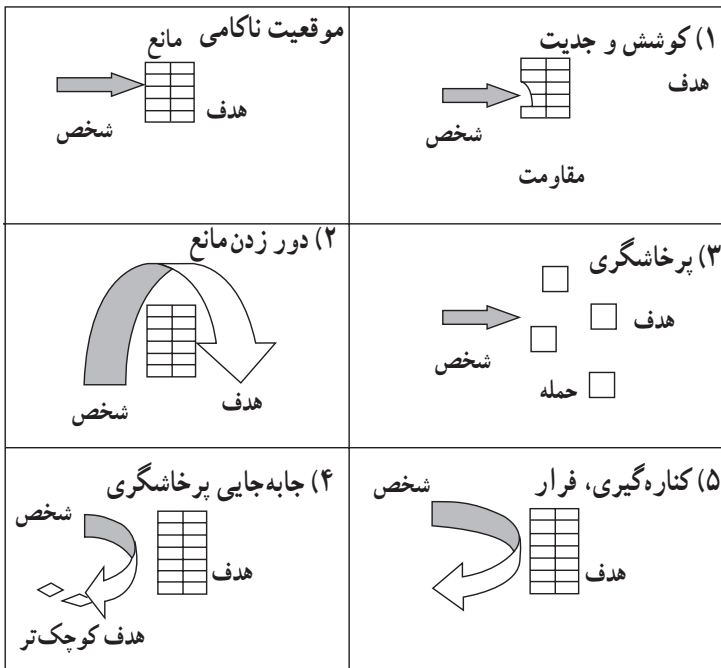 موقعیت ناکامی
مانع
هدف
شخص
۱) کوشش و جدیت
هدف
شخص
مقاومت
۲) دور زدن مانع
هدف
شخص
۳) پرخاشگری
هدف
شخص
حمله
۴) جابه‌جایی پرخاشگری
شخص
هدف
هدف کوچک‌تر
۵) کناره‌گیری، فرار
شخص
هدف